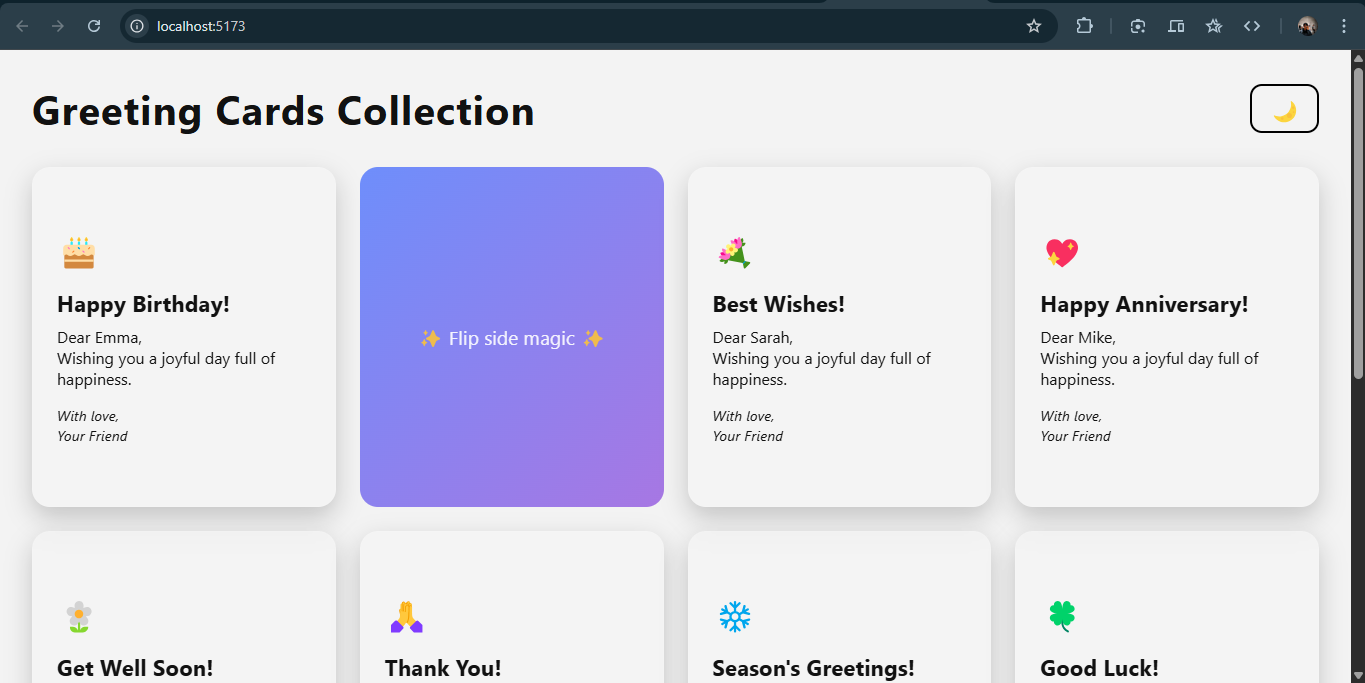 localhost:5173
Greeting Cards Collection
Happy Birthday!
Dear Emma,
Wishing you a joyful day full of
happiness.
With love,
Your Friend
✨ Flip side magic ✨
Best Wishes!
Dear Sarah,
Wishing you a joyful day full of
happiness.
With love,
Your Friend
Happy Anniversary!
Dear Mike,
Wishing you a joyful day full of
happiness.
With love,
Your Friend
Get Well Soon!
Thank You!
Season's Greetings!
Good Luck!